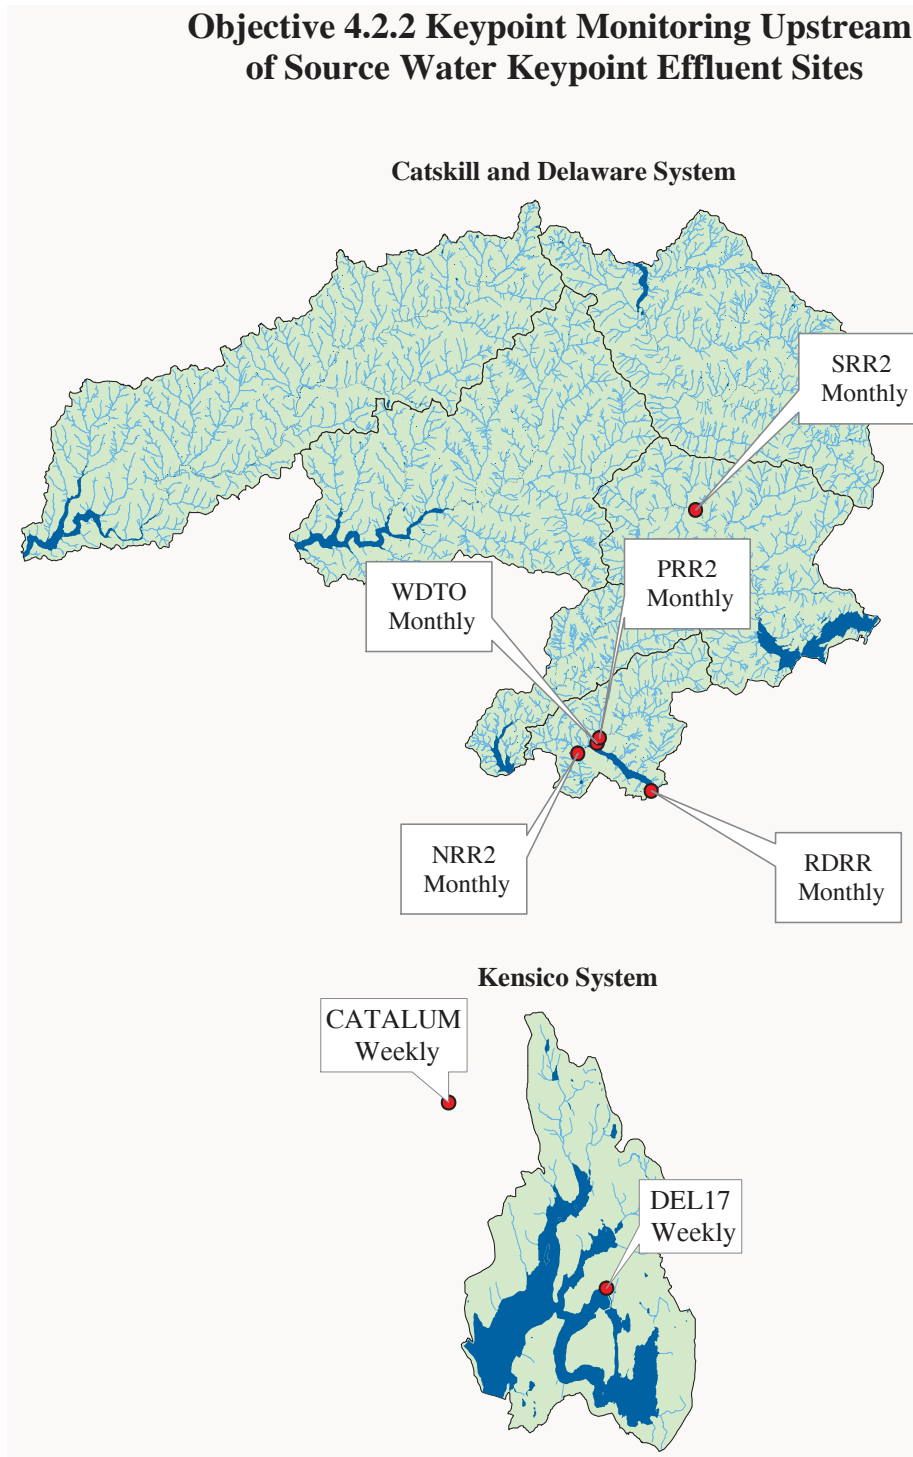 Objective 4.2.2 Keypoint Monitoring Upstream
of Source Water Keypoint Effluent Sites
Catskill and Delaware System
SRR2
Monthly
PRR2
Monthly
WDTO
Monthly
NRR2
Monthly
RDRR
Monthly
Kensico System
CATALUM
Weekly
DEL17
Weekly